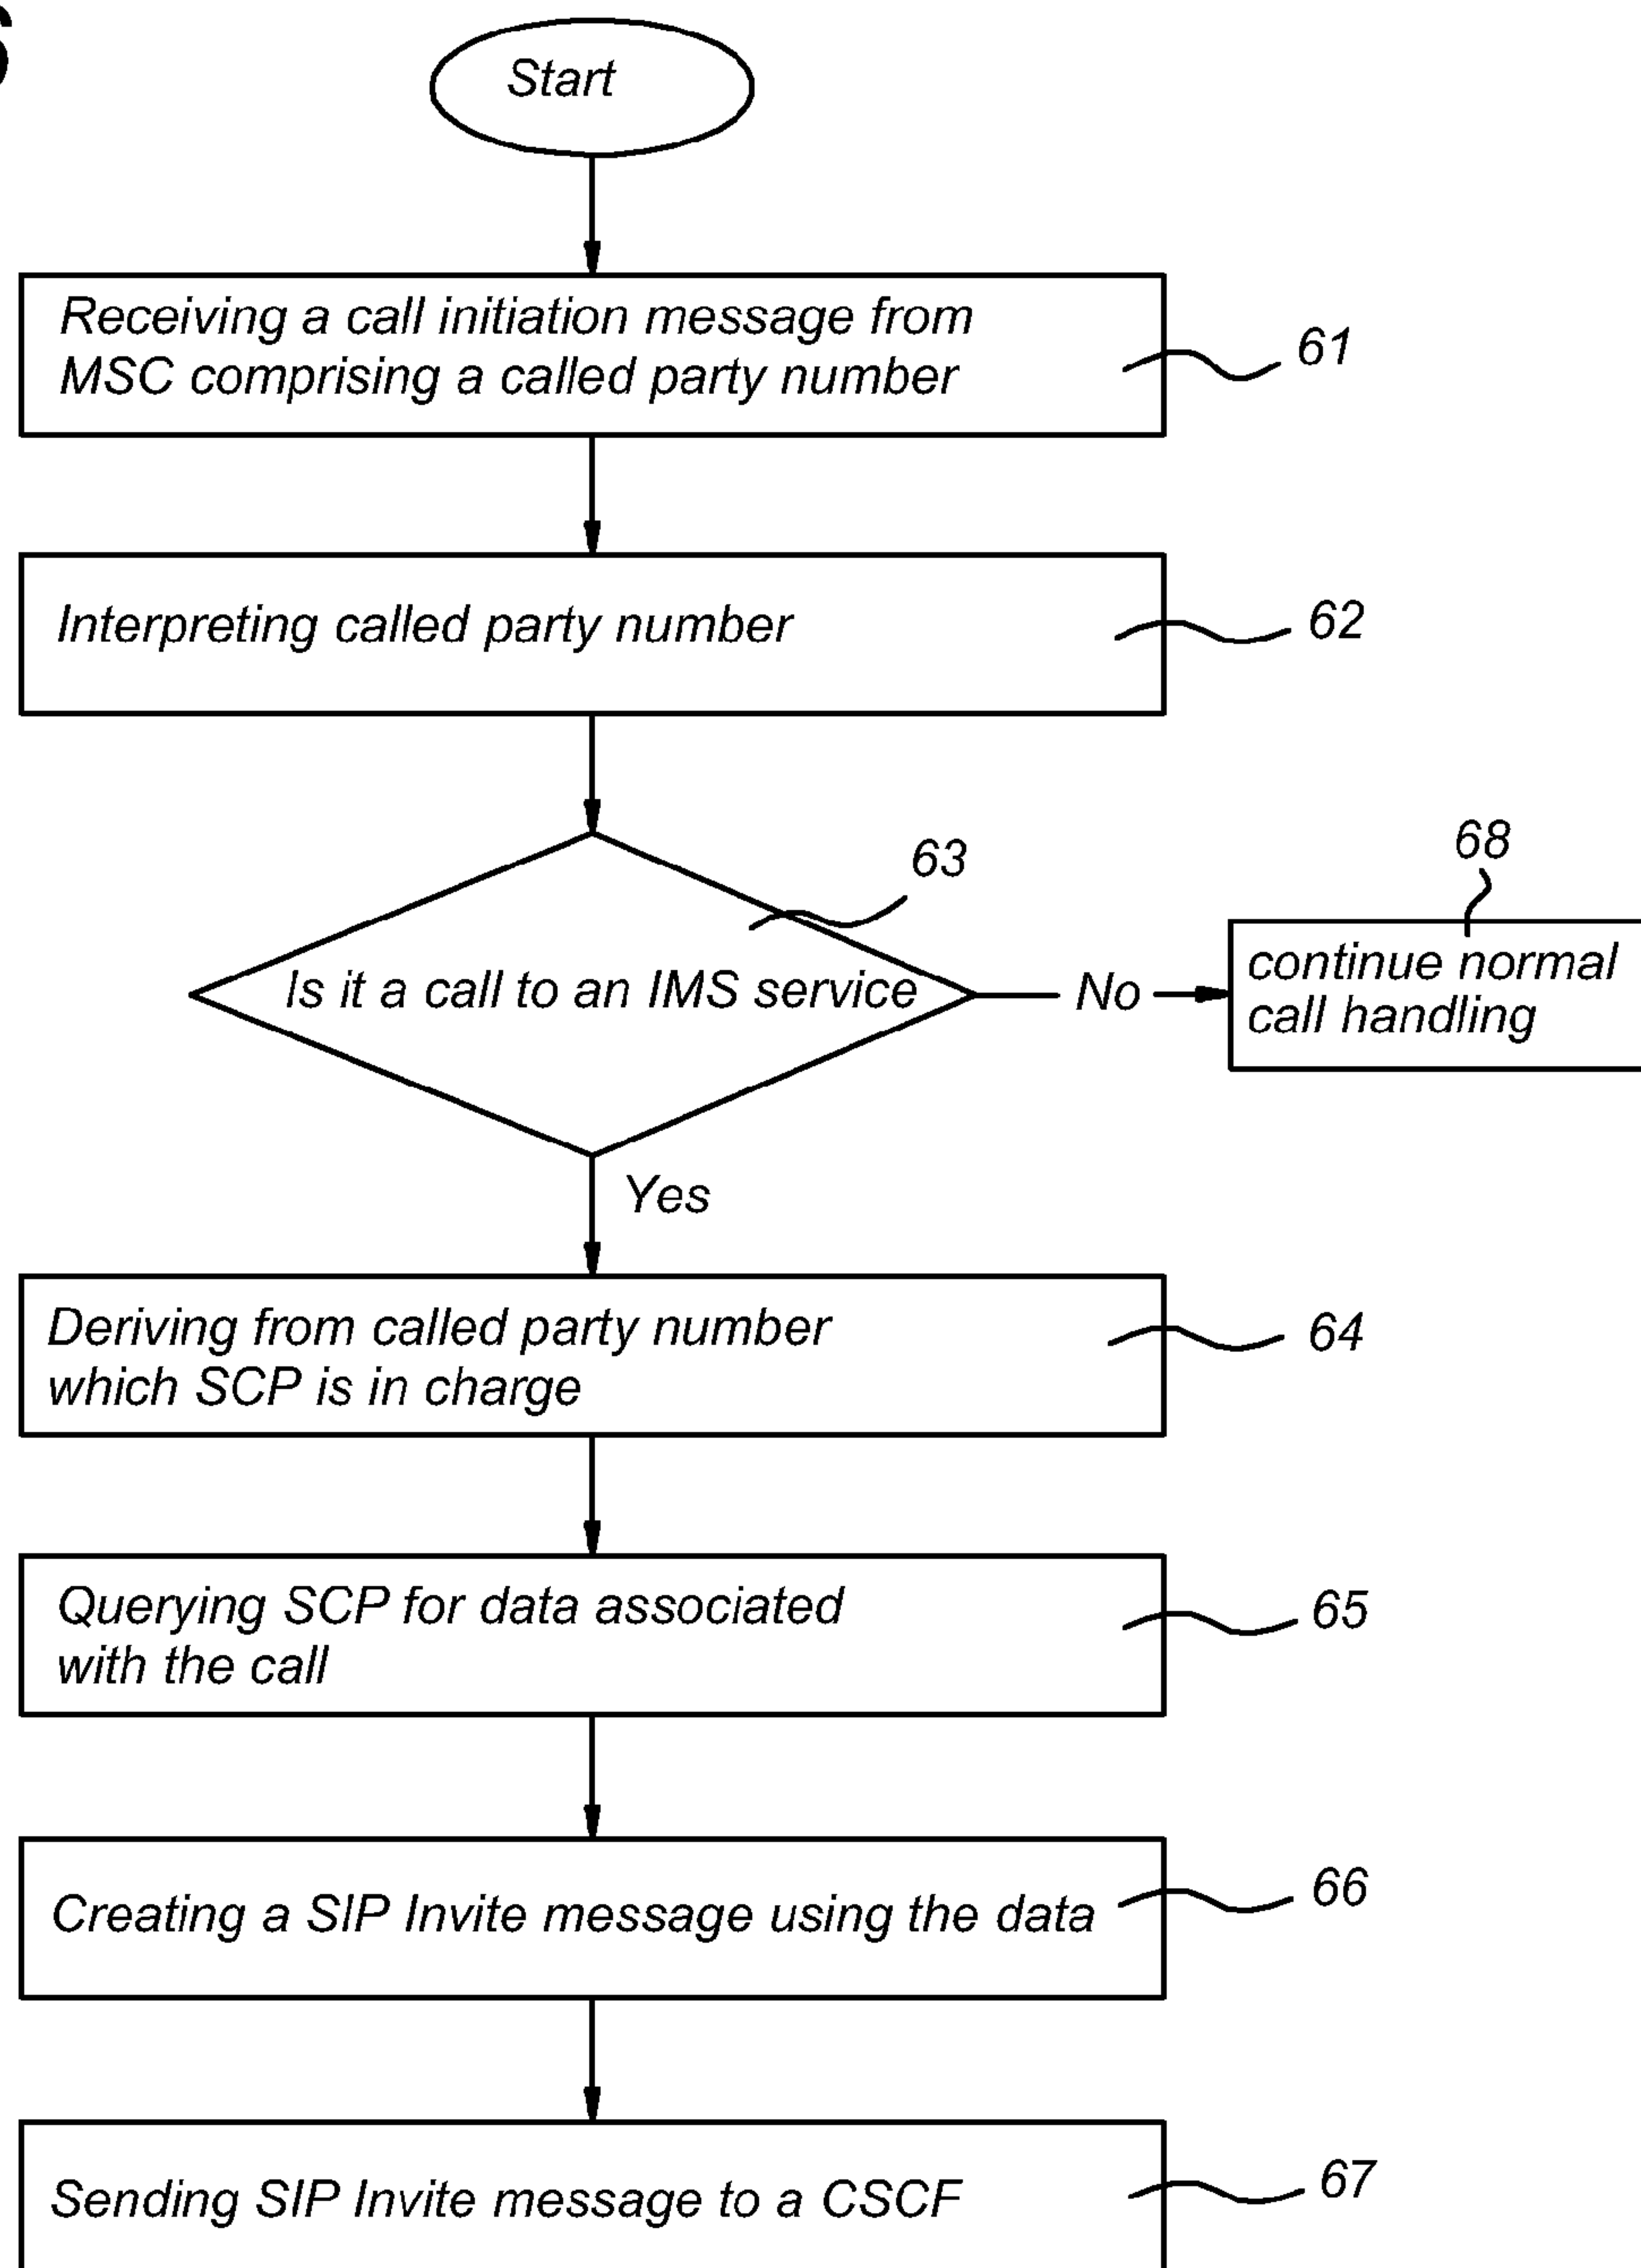 Start
Receiving a call initiation message from
MSC comprising a called party number
61
Interpreting called party number
62
63
Is it a call to an IMS service
No
68
continue normal
call handling
Yes
Deriving from called party number
which SCP is in charge
64
Querying SCP for data associated
with the call
65
Creating a SIP Invite message using the data
66
Sending SIP Invite message to a CSCF
67